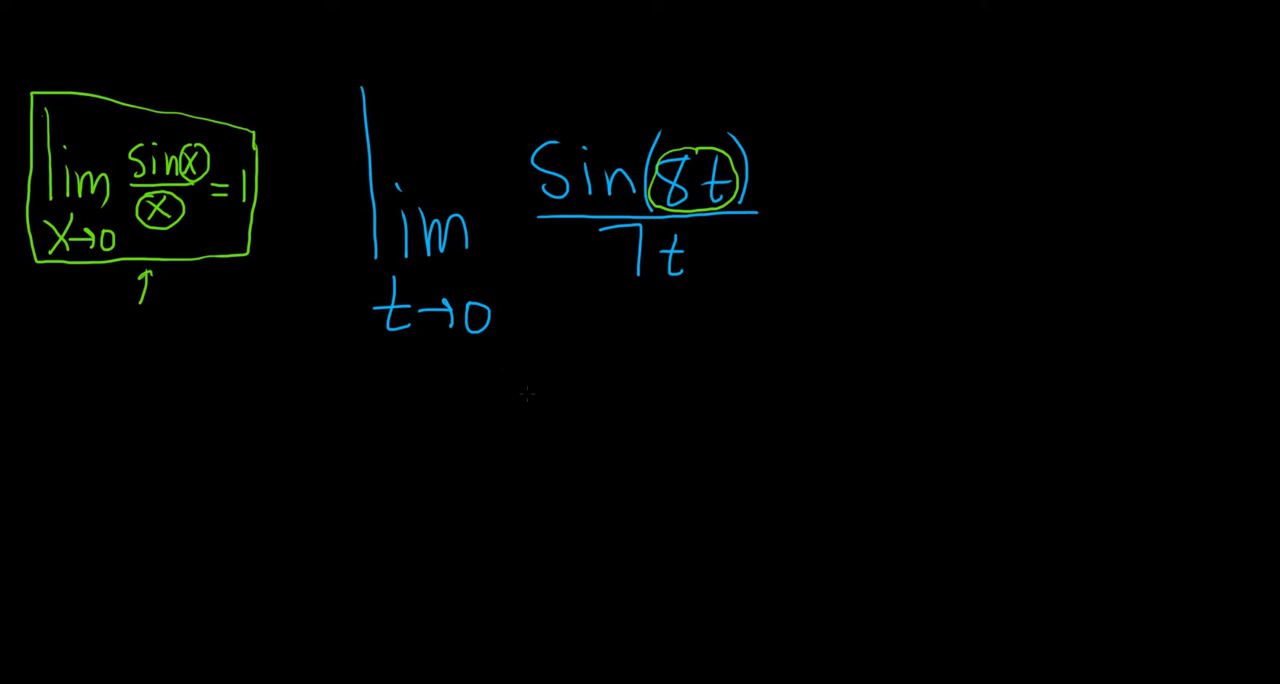 lim sin x / x = 1
x→0
lim Sin(8t) / 7t
t→0